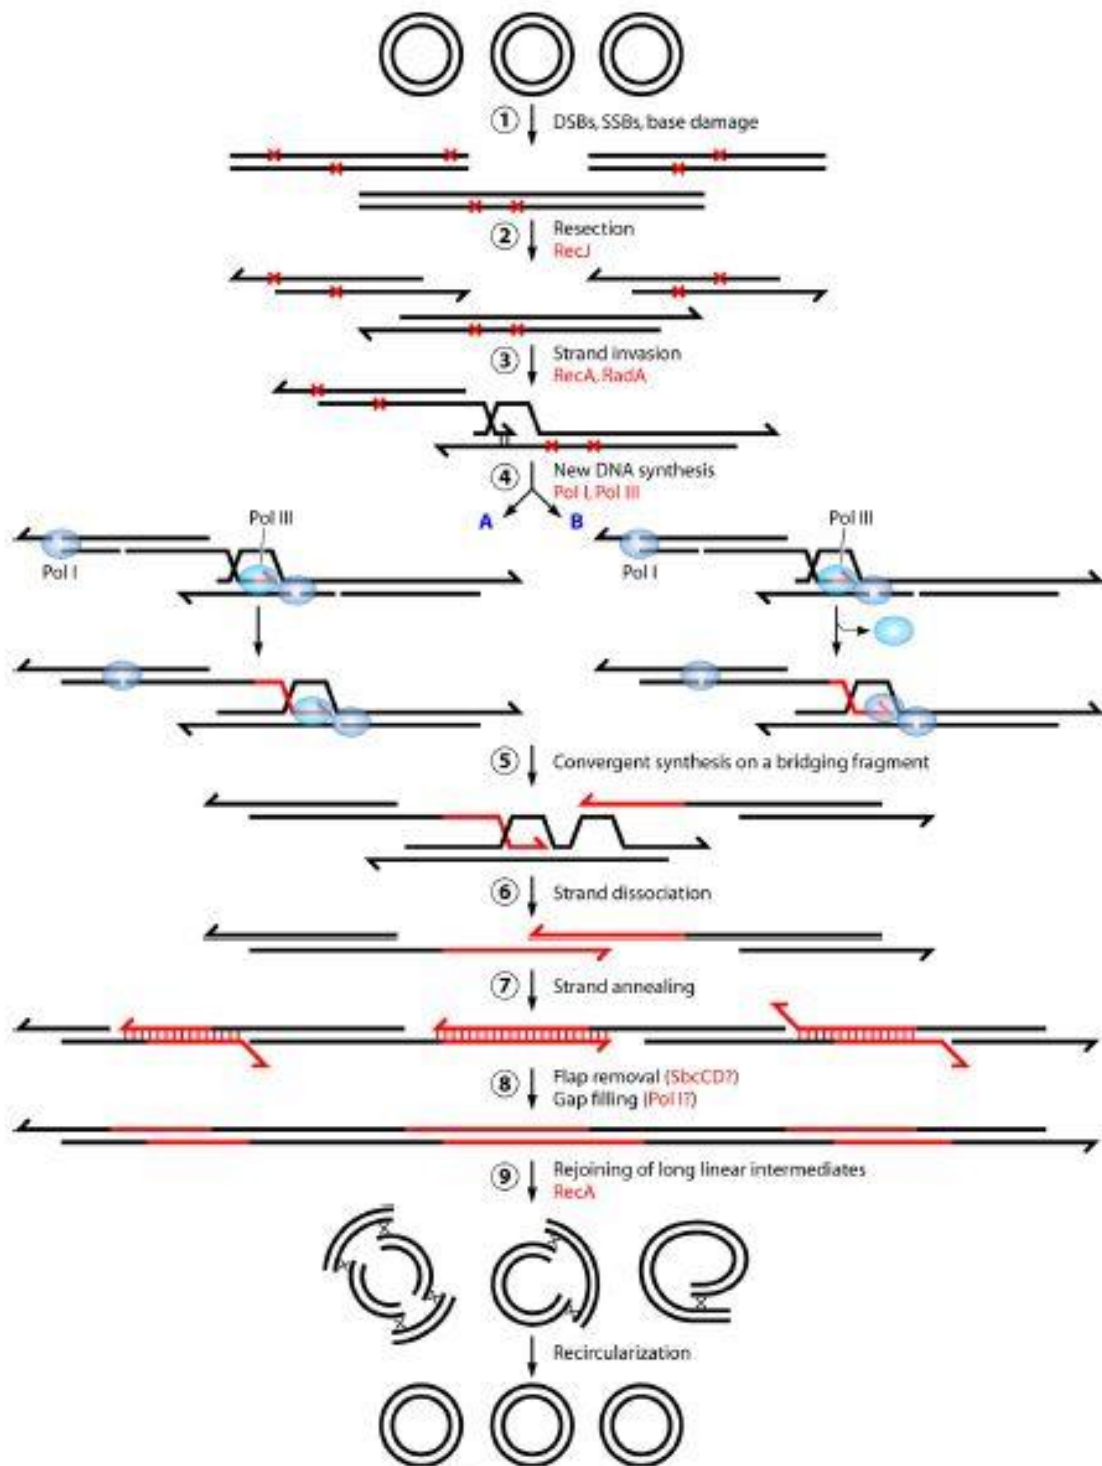 1 DSBs, SSBs, base damage
2 Resection
RecJ
3 Strand invasion
RecA, RadA
4 New DNA synthesis
Pol I, Pol III
A B
Pol III
Pol I
Pol III
Pol I
5 Convergent synthesis on a bridging fragment
6 Strand dissociation
7 Strand annealing
8 Flap removal (SbcCD?)
Gap filling (Pol I?)
9 Rejoining of long linear intermediates
RecA
Recircularization